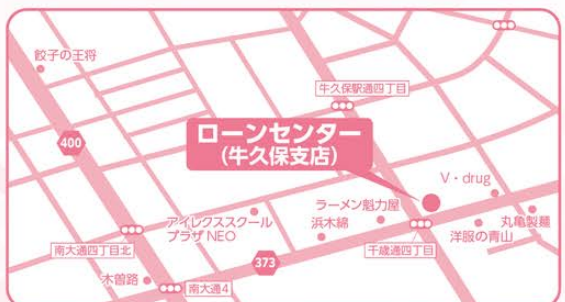 餃子の王将
牛久保駅通四丁目
400
ローンセンター
(牛久保支店)
V・drug
ラーメン魁力屋
アイレクススクール
プラザNEO
浜木綿
丸亀製麺
洋服の青山
南大通四丁目北
千歳通四丁目
373
木曽路
南大通4